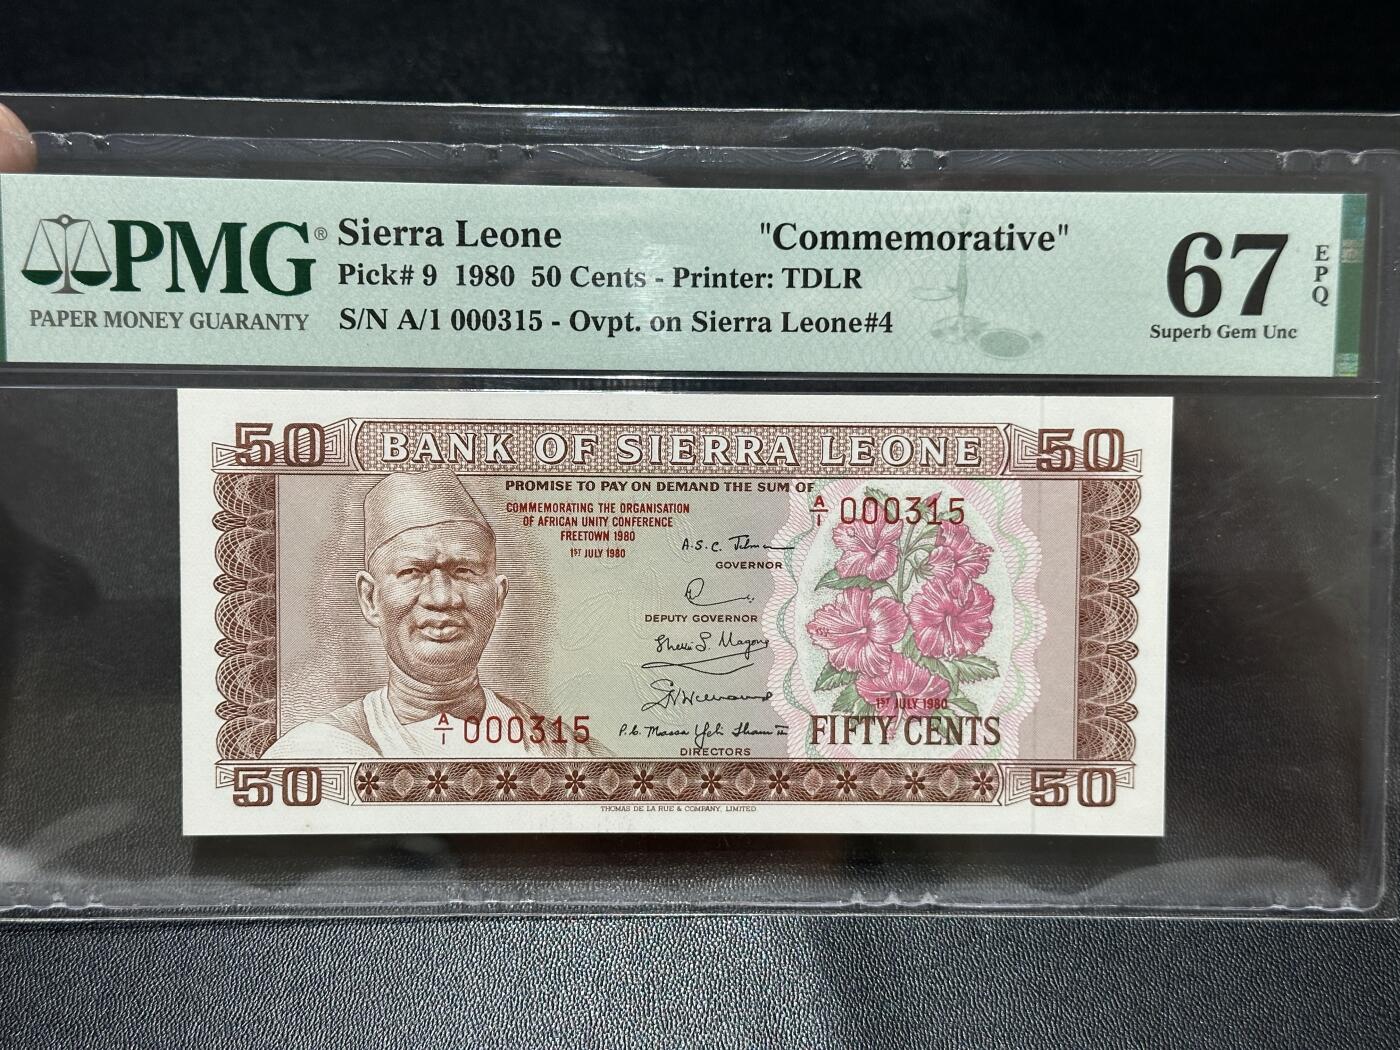 PMG®
PAPER MONEY GUARANTY
Sierra Leone "Commemorative"
Pick# 9 1980 50 Cents - Printer: TDLR
S/N A/1 000315 - Ovpt. on Sierra Leone#4
67
EPQ
Superb Gem Unc
50 BANK OF SIERRA LEONE 50
PROMISE TO PAY ON DEMAND THE SUM OF
A/1 000315
COMMEMORATING THE ORGANISATION
OF AFRICAN UNITY CONFERENCE
FREETOWN 1980
1ST JULY 1980
GOVERNOR
DEPUTY GOVERNOR
1ST JULY 1980
A/1 000315
FIFTY CENTS
DIRECTORS
50 50
THOMAS DE LA RUE & COMPANY, LIMITED